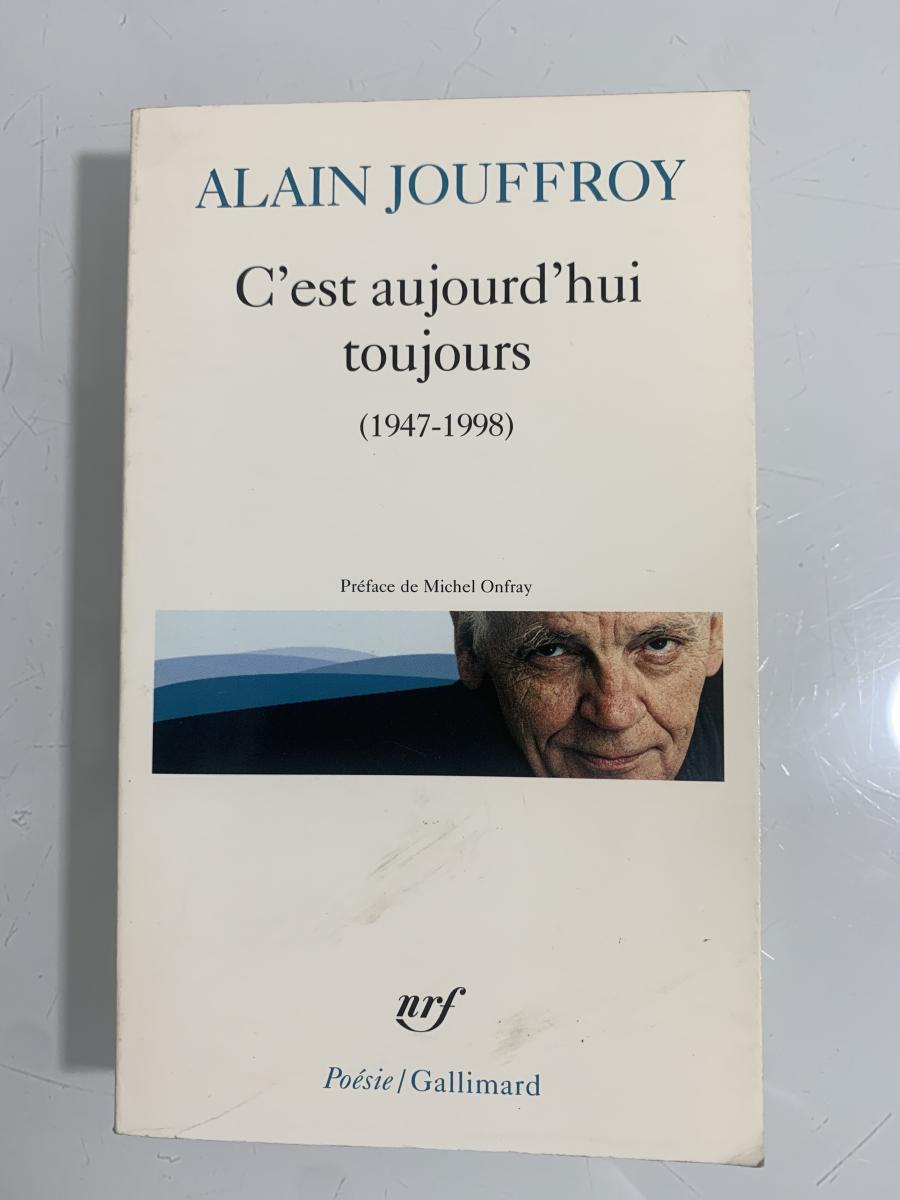 ALAIN JOUFFROY
C'est aujourd'hui
toujours
(1947-1998)
Préface de Michel Onfray
nrf
Poésie / Gallimard